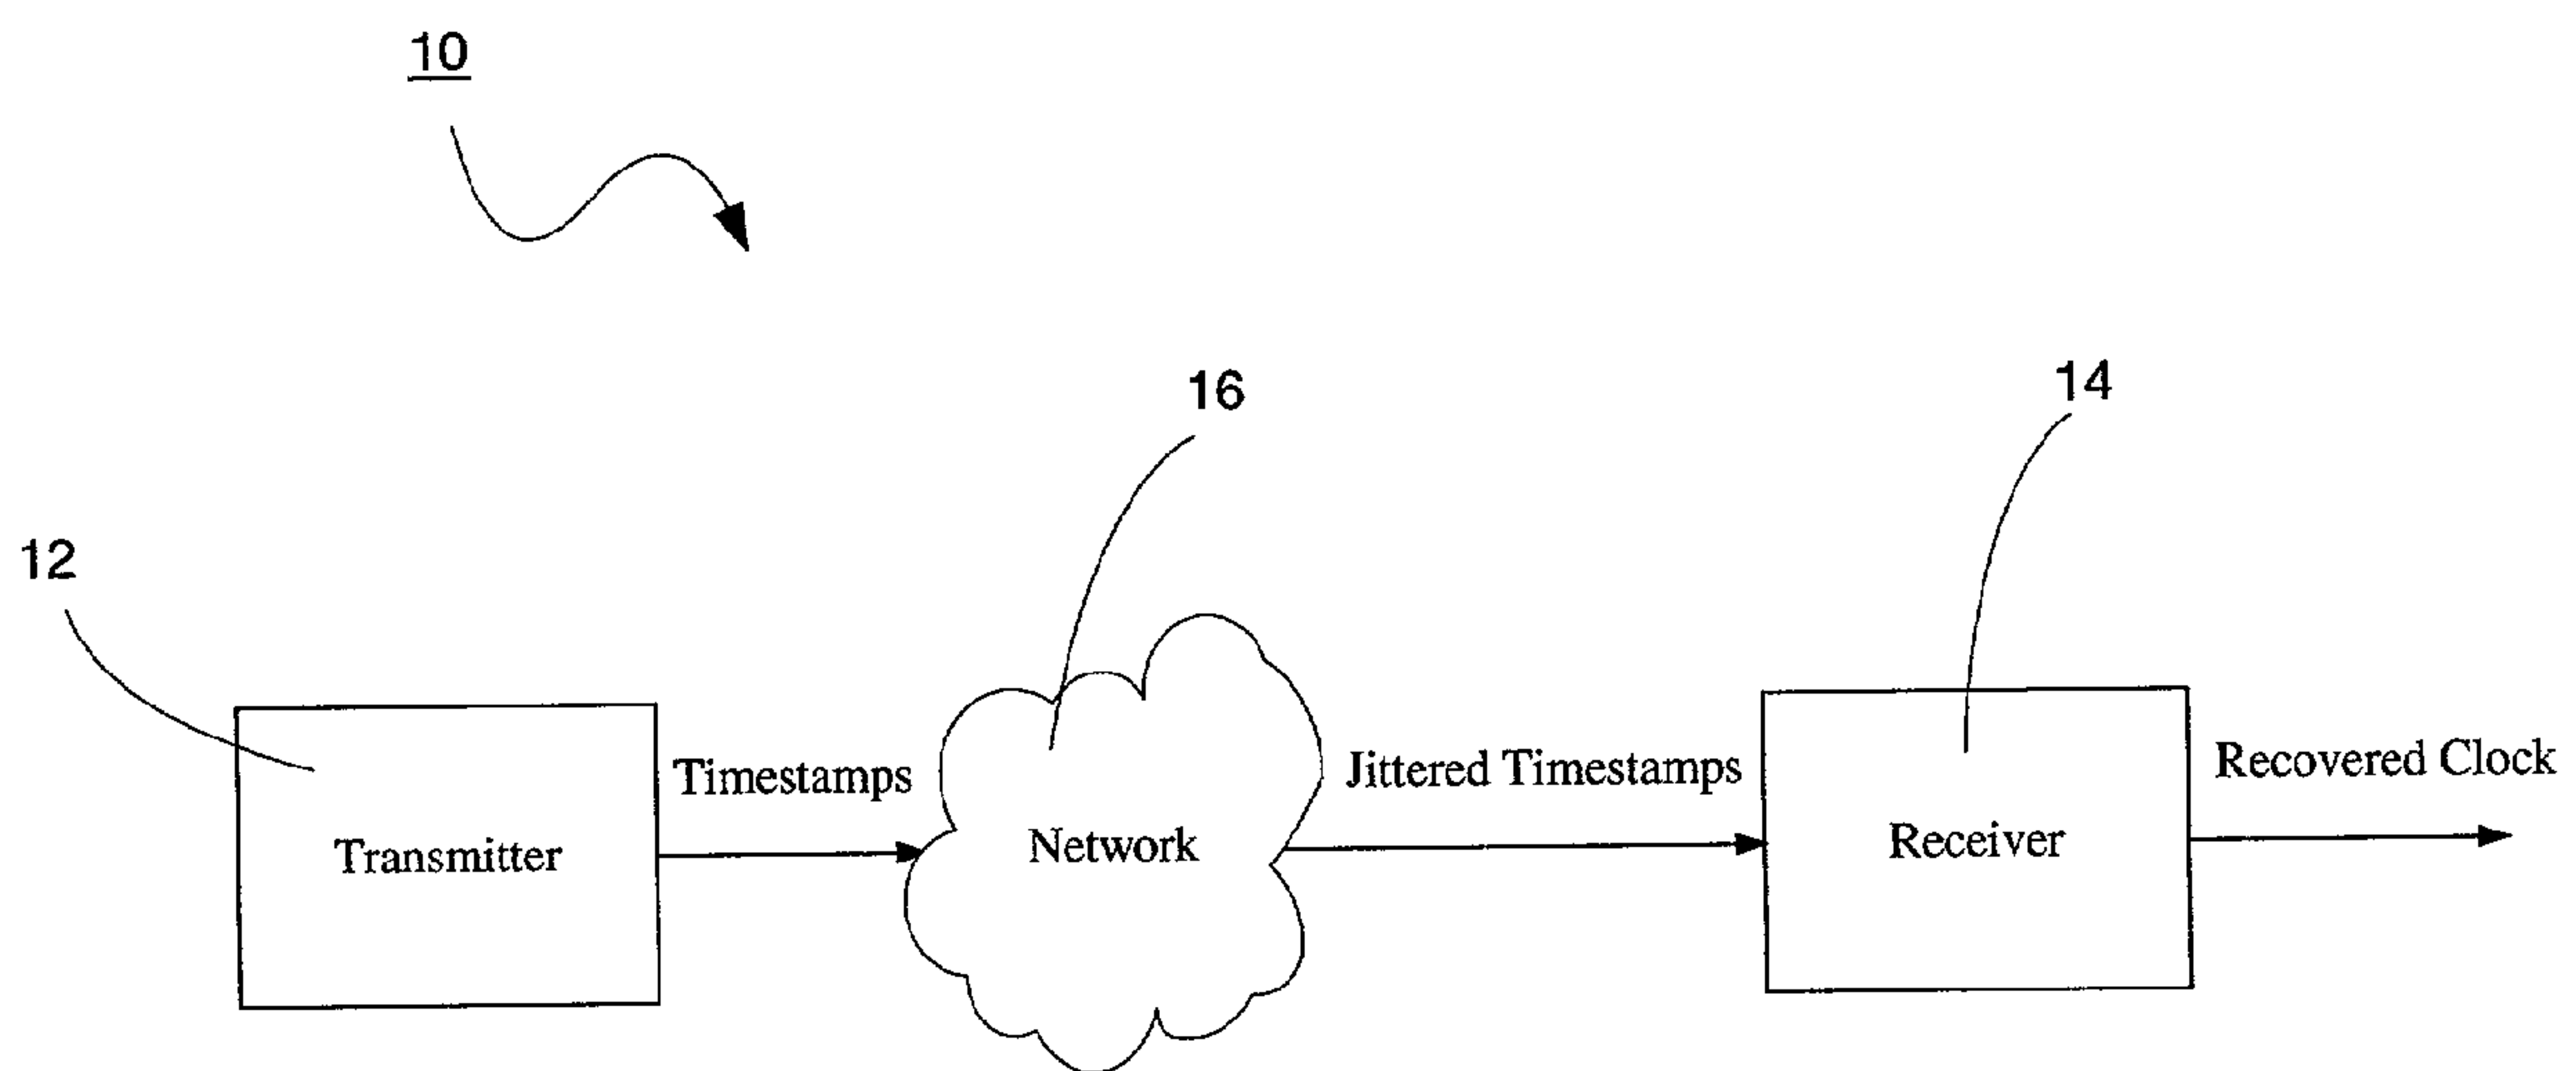 10
16
14
12
Timestamps
Jittered Timestamps
Recovered Clock
Transmitter
Network
Receiver